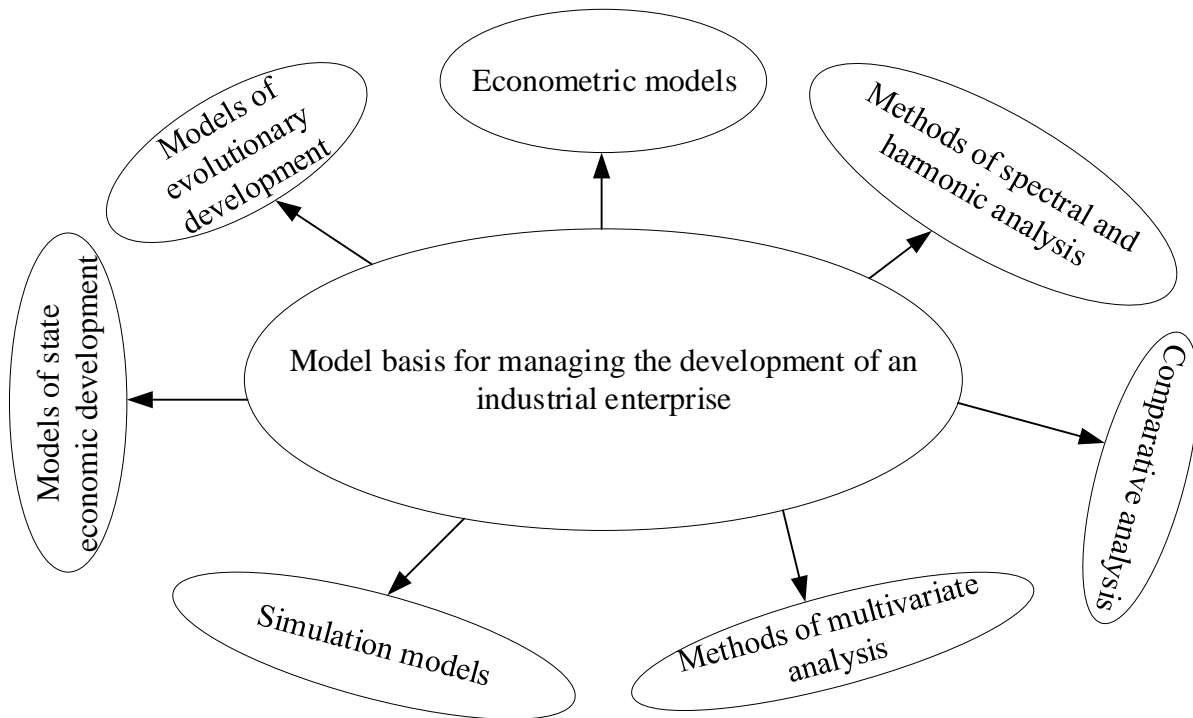 Econometric models
Models of
evolutionary
development
Methods of spectral and
harmonic analysis
Models of state
economic development
Model basis for managing the development of an
industrial enterprise
Comparative analysis
Simulation models
Methods of multivariate
analysis